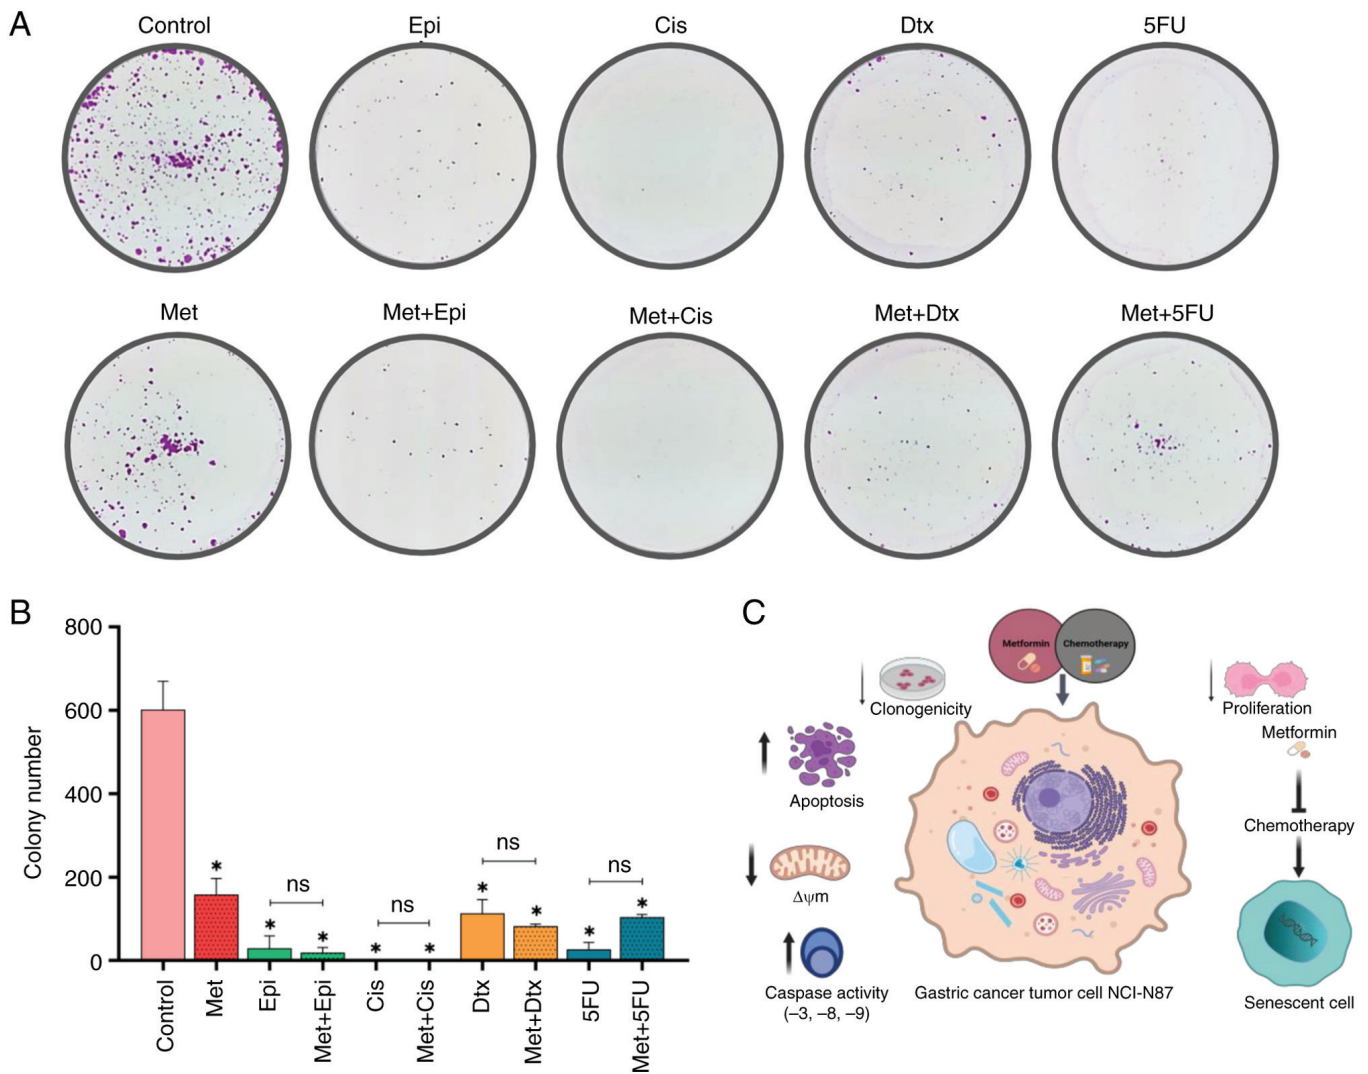 A
Control
Epi
Cis
Dtx
5FU
Met
Met+Epi
Met+Cis
Met+Dtx
Met+5FU
B
Colony number
800
600
400
200
0
*
*
ns
*
*
ns
*
*
ns
*
*
ns
*
Control
Met
Epi
Met+Epi
Cis
Met+Cis
Dtx
Met+Dtx
5FU
Met+5FU
C
Metformin
Chemotherapy
Clonogenicity
Apoptosis
Δψm
Caspase activity
(–3, –8, –9)
Gastric cancer tumor cell NCI-N87
Proliferation
Metformin
Chemotherapy
Senescent cell